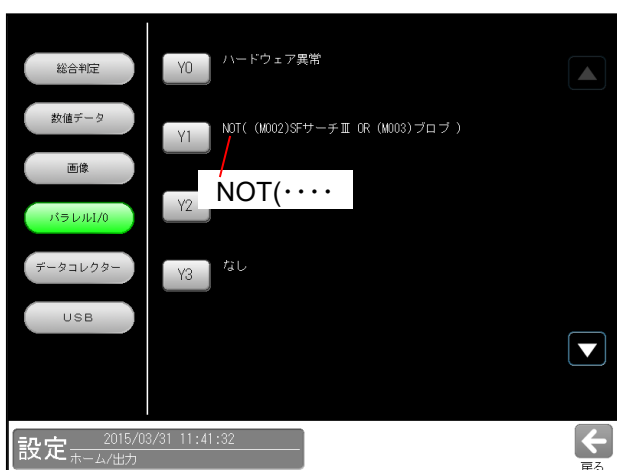 総合判定
数値データ
画像
パラレルI/O
データコレクター
USB
Y0 ハードウェア異常
Y1 NOT( (M002)SFサーチⅢ OR (M003)ブロブ )
NOT(････
Y2
Y3 なし
設定 2015/03/31 11:41:32
ホーム/出力
戻る